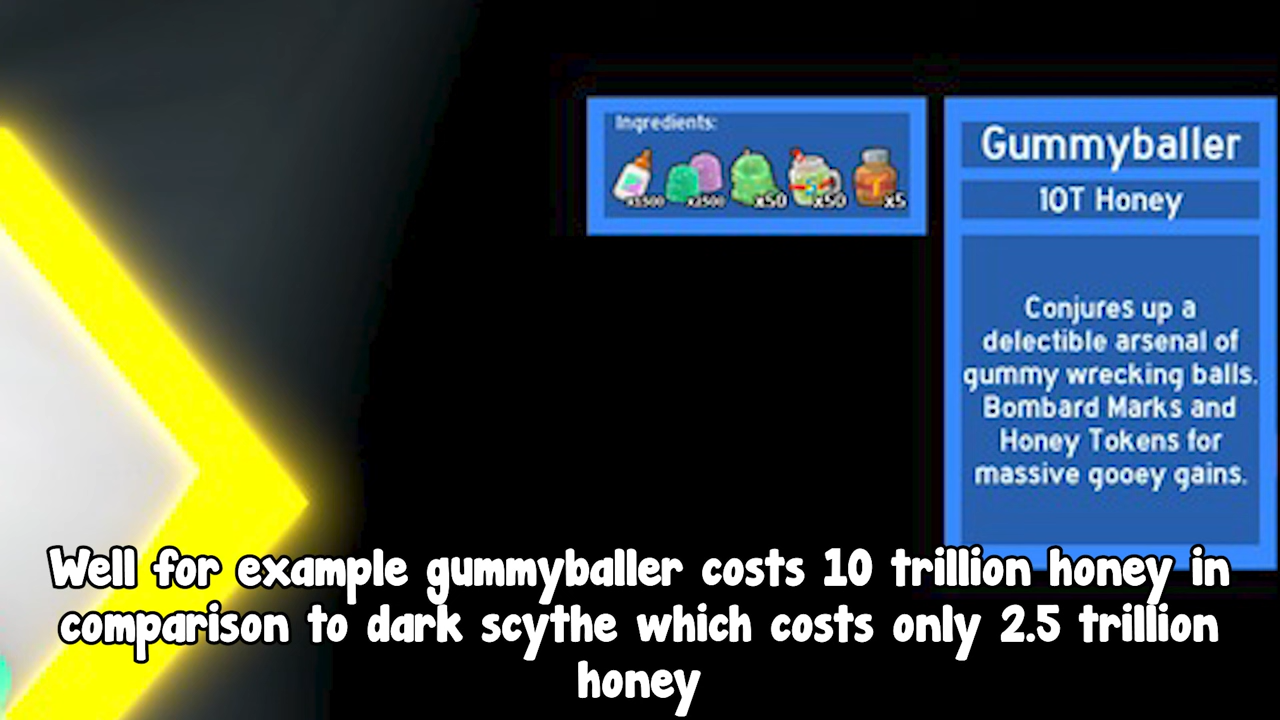 Ingredients:
x1500 x2500 x50 x50 x5
Gummyballer
10T Honey
Conjures up a
delectible arsenal of
gummy wrecking balls.
Bombard Marks and
Honey Tokens for
massive gooey gains.
Well for example gummyballer costs 10 trillion honey in
comparison to dark scythe which costs only 2.5 trillion
honey